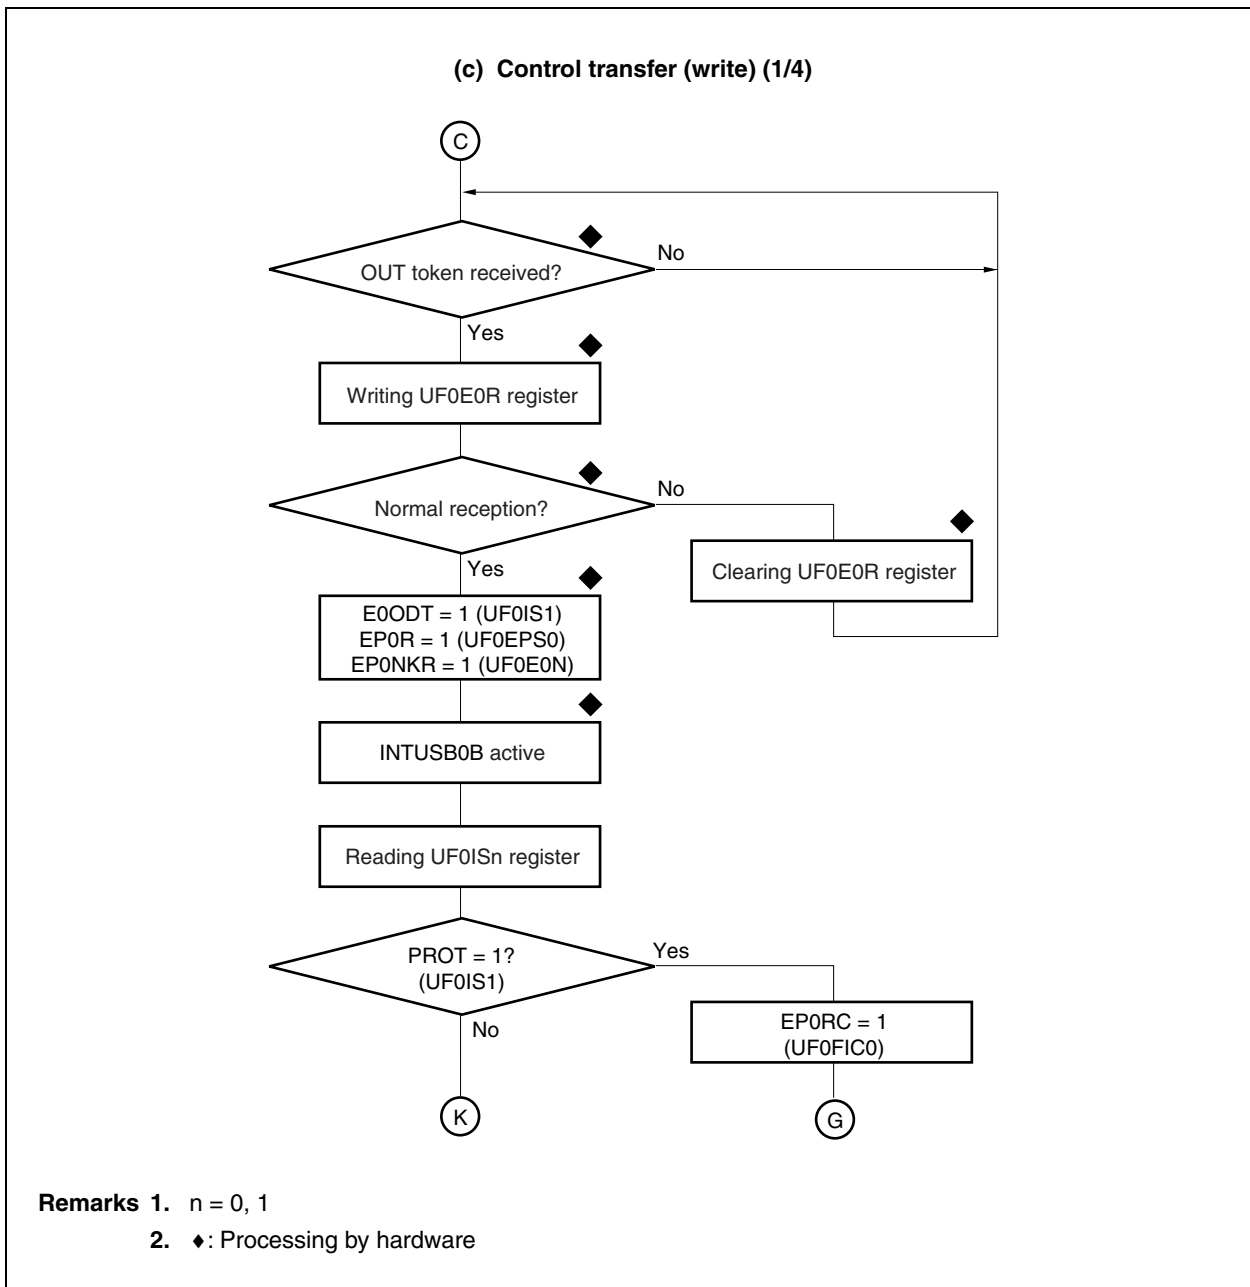 (c) Control transfer (write) (1/4)
C
OUT token received?
No
Yes
Writing UF0E0R register
Normal reception?
No
Yes
Clearing UF0E0R register
E0ODT = 1 (UF0IS1)
EP0R = 1 (UF0EPS0)
EP0NKR = 1 (UF0E0N)
INTUSB0B active
Reading UF0ISn register
PROT = 1?
(UF0IS1)
Yes
No
EP0RC = 1
(UF0FIC0)
K
G
Remarks 1. n = 0, 1
2. ♦: Processing by hardware